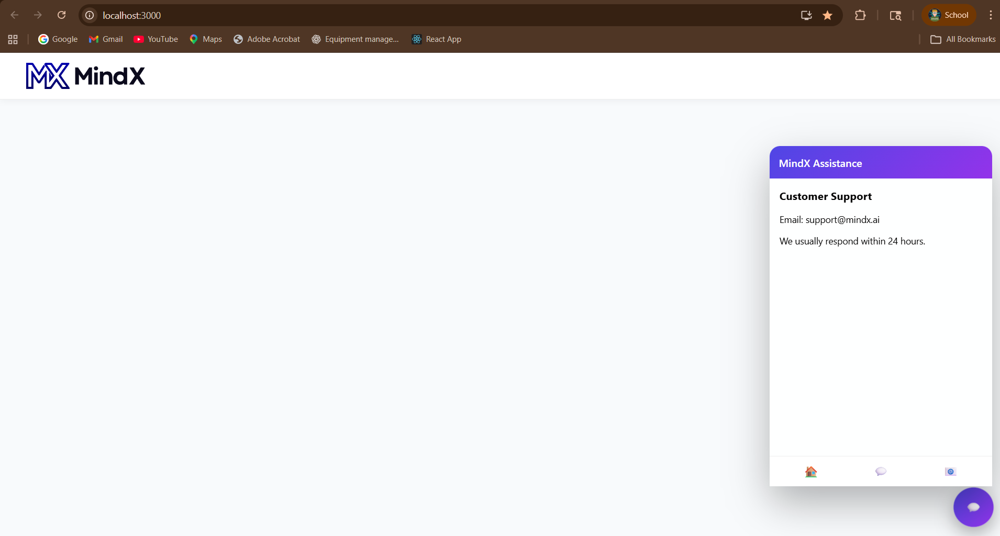 localhost:3000
School
Google
Gmail
YouTube
Maps
Adobe Acrobat
Equipment manage...
React App
All Bookmarks
MX MindX
MindX Assistance
Customer Support
Email: support@mindx.ai
We usually respond within 24 hours.